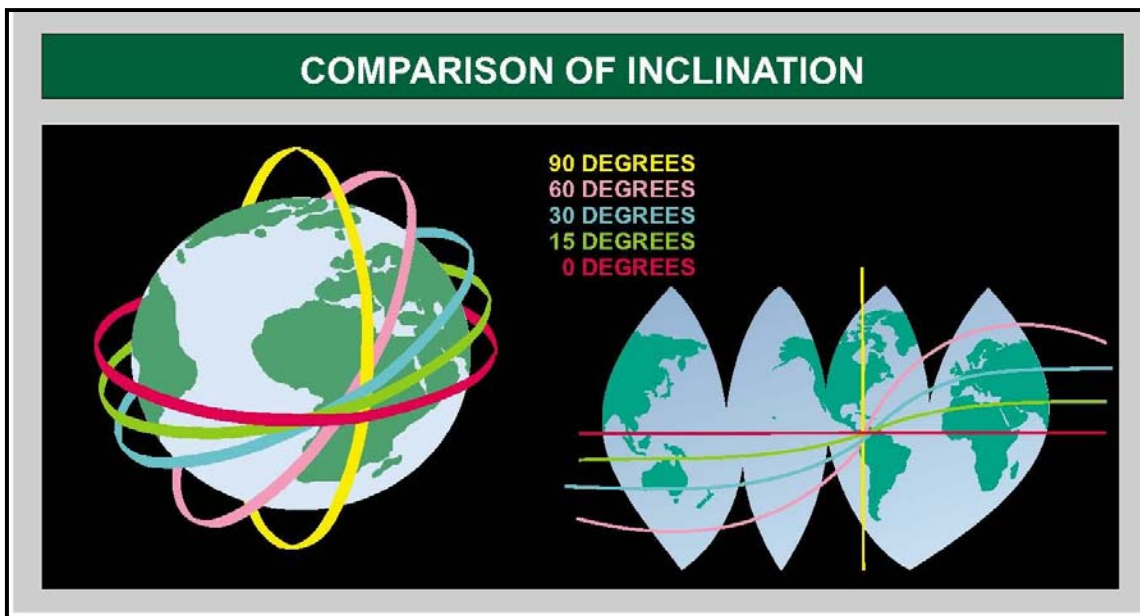 COMPARISON OF INCLINATION
90 DEGREES
60 DEGREES
30 DEGREES
15 DEGREES
0 DEGREES